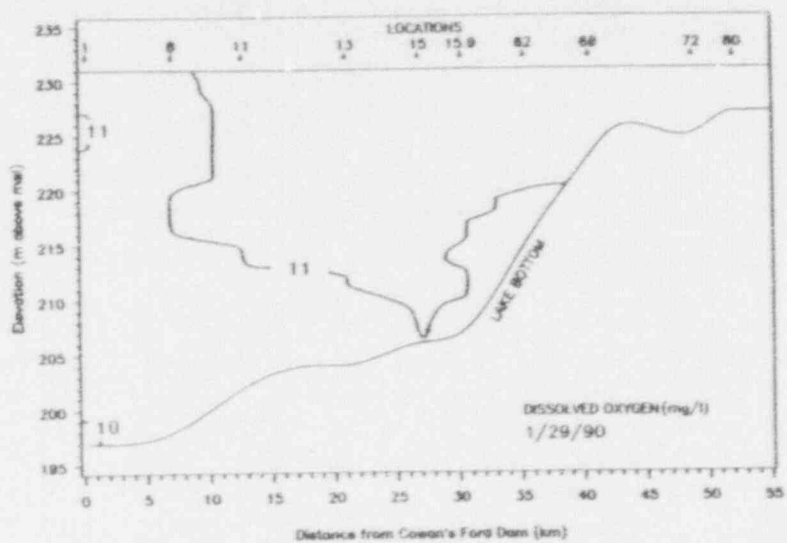 LOCATIONS
1 8 11 13 15 15.9 62 69 72 80
235
230
225
220
215
210
205
200
195
11
11
10
LAKE BOTTOM
DISSOLVED OXYGEN (mg/l)
1/29/90
0 5 10 15 20 25 30 35 40 45 50 55
Elevation (m above msl)
Distance from Cowan's Ford Dam (km)